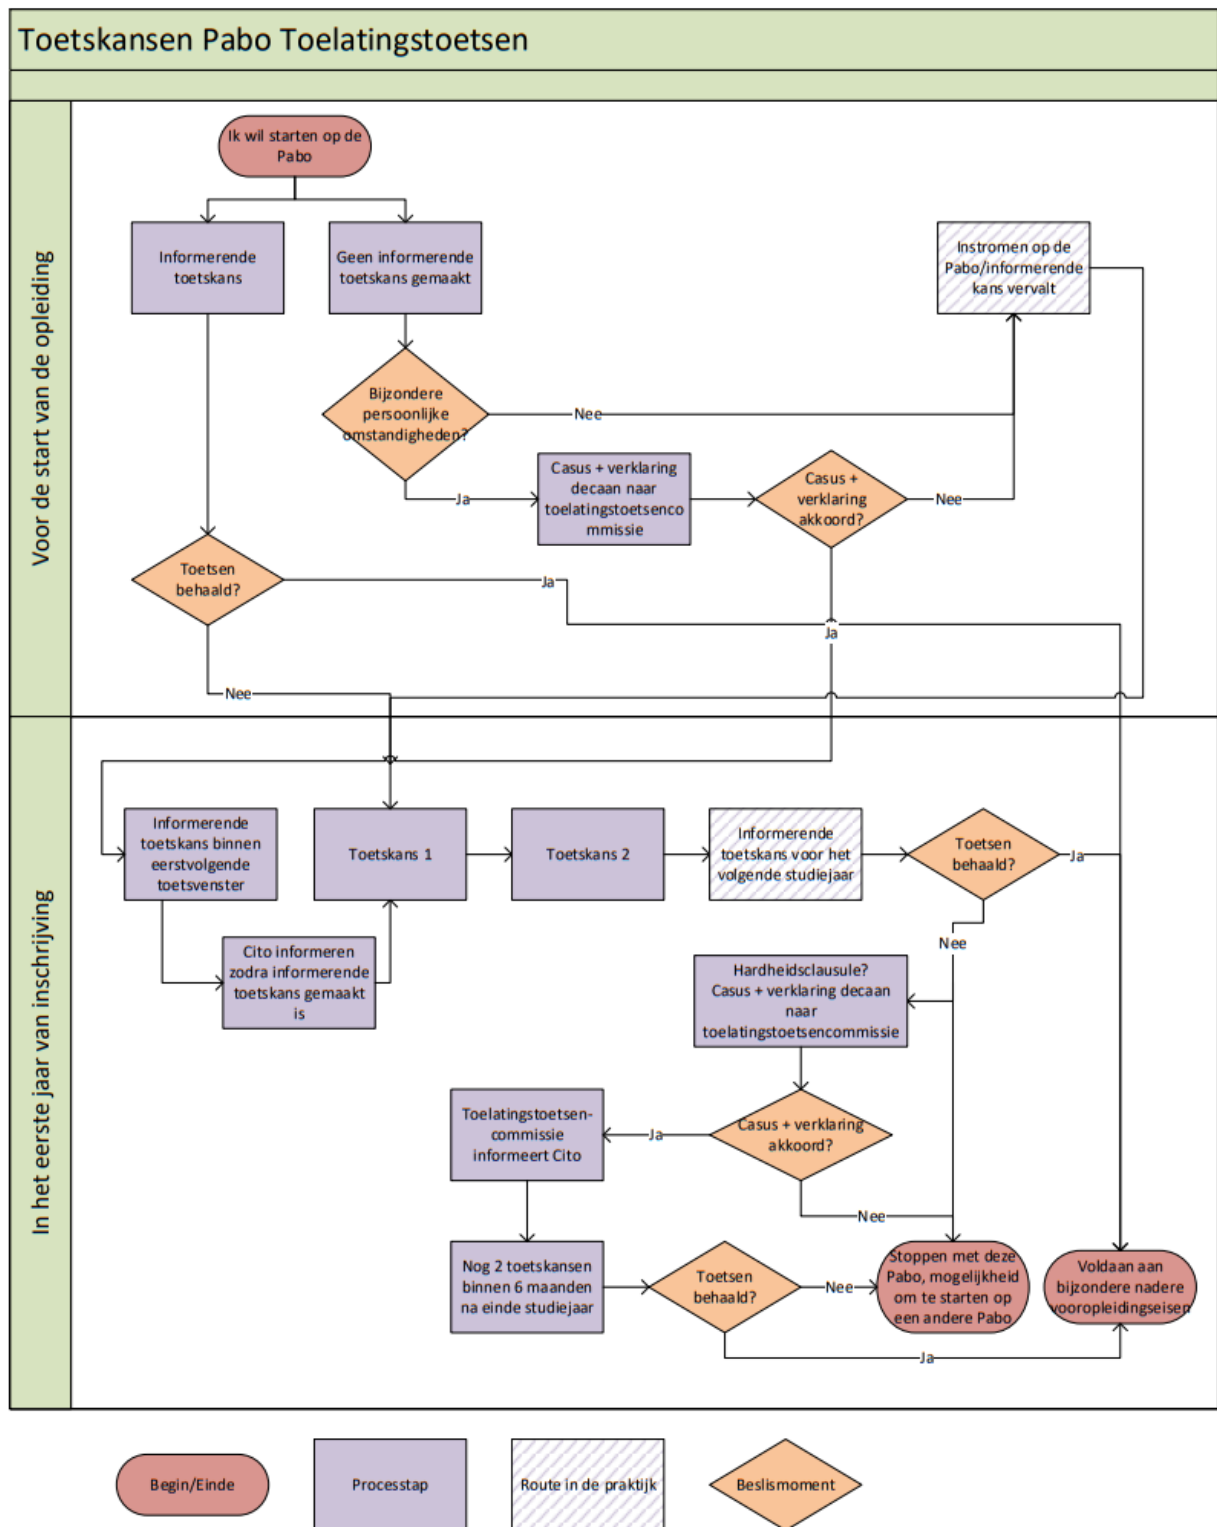 Toetskansen Pabo Toelatingstoetsen
Voor de start van de opleiding
Ik wil starten op de
Pabo
Informerende
toetskans
Geen informerende
toetskans gemaakt
Instromen op de
Pabo/informerende
kans vervalt
Bijzondere
persoonlijke
omstandigheden?
Nee
Ja
Casus + verklaring
decaan naar
toelatingstoetsenco
mmissie
Casus +
verklaring
akkoord?
Nee
Toetsen
behaald?
Ja
Ja
Nee
In het eerste jaar van inschrijving
Informerende
toetskans binnen
eerstvolgende
toetsvenster
Toetskans 1
Toetskans 2
Informerende
toetskans voor het
volgende studiejaar
Toetsen
behaald?
Ja
Nee
Cito informeren
zodra informerende
toetskans gemaakt
is
Hardheidsclausule?
Casus + verklaring decaan
naar
toelatingstoetsencommissie
Toelatingstoetsen-
commissie
informeert Cito
Ja
Casus + verklaring
akkoord?
Nee
Nog 2 toetskansen
binnen 6 maanden
na einde studiejaar
Toetsen
behaald?
Nee
Stoppen met deze
Pabo, mogelijkheid
om te starten op
een andere Pabo
Voldaan aan
bijzondere nadere
vooropleidingseisen
Ja
Begin/Einde
Processtap
Route in de praktijk
Beslismoment